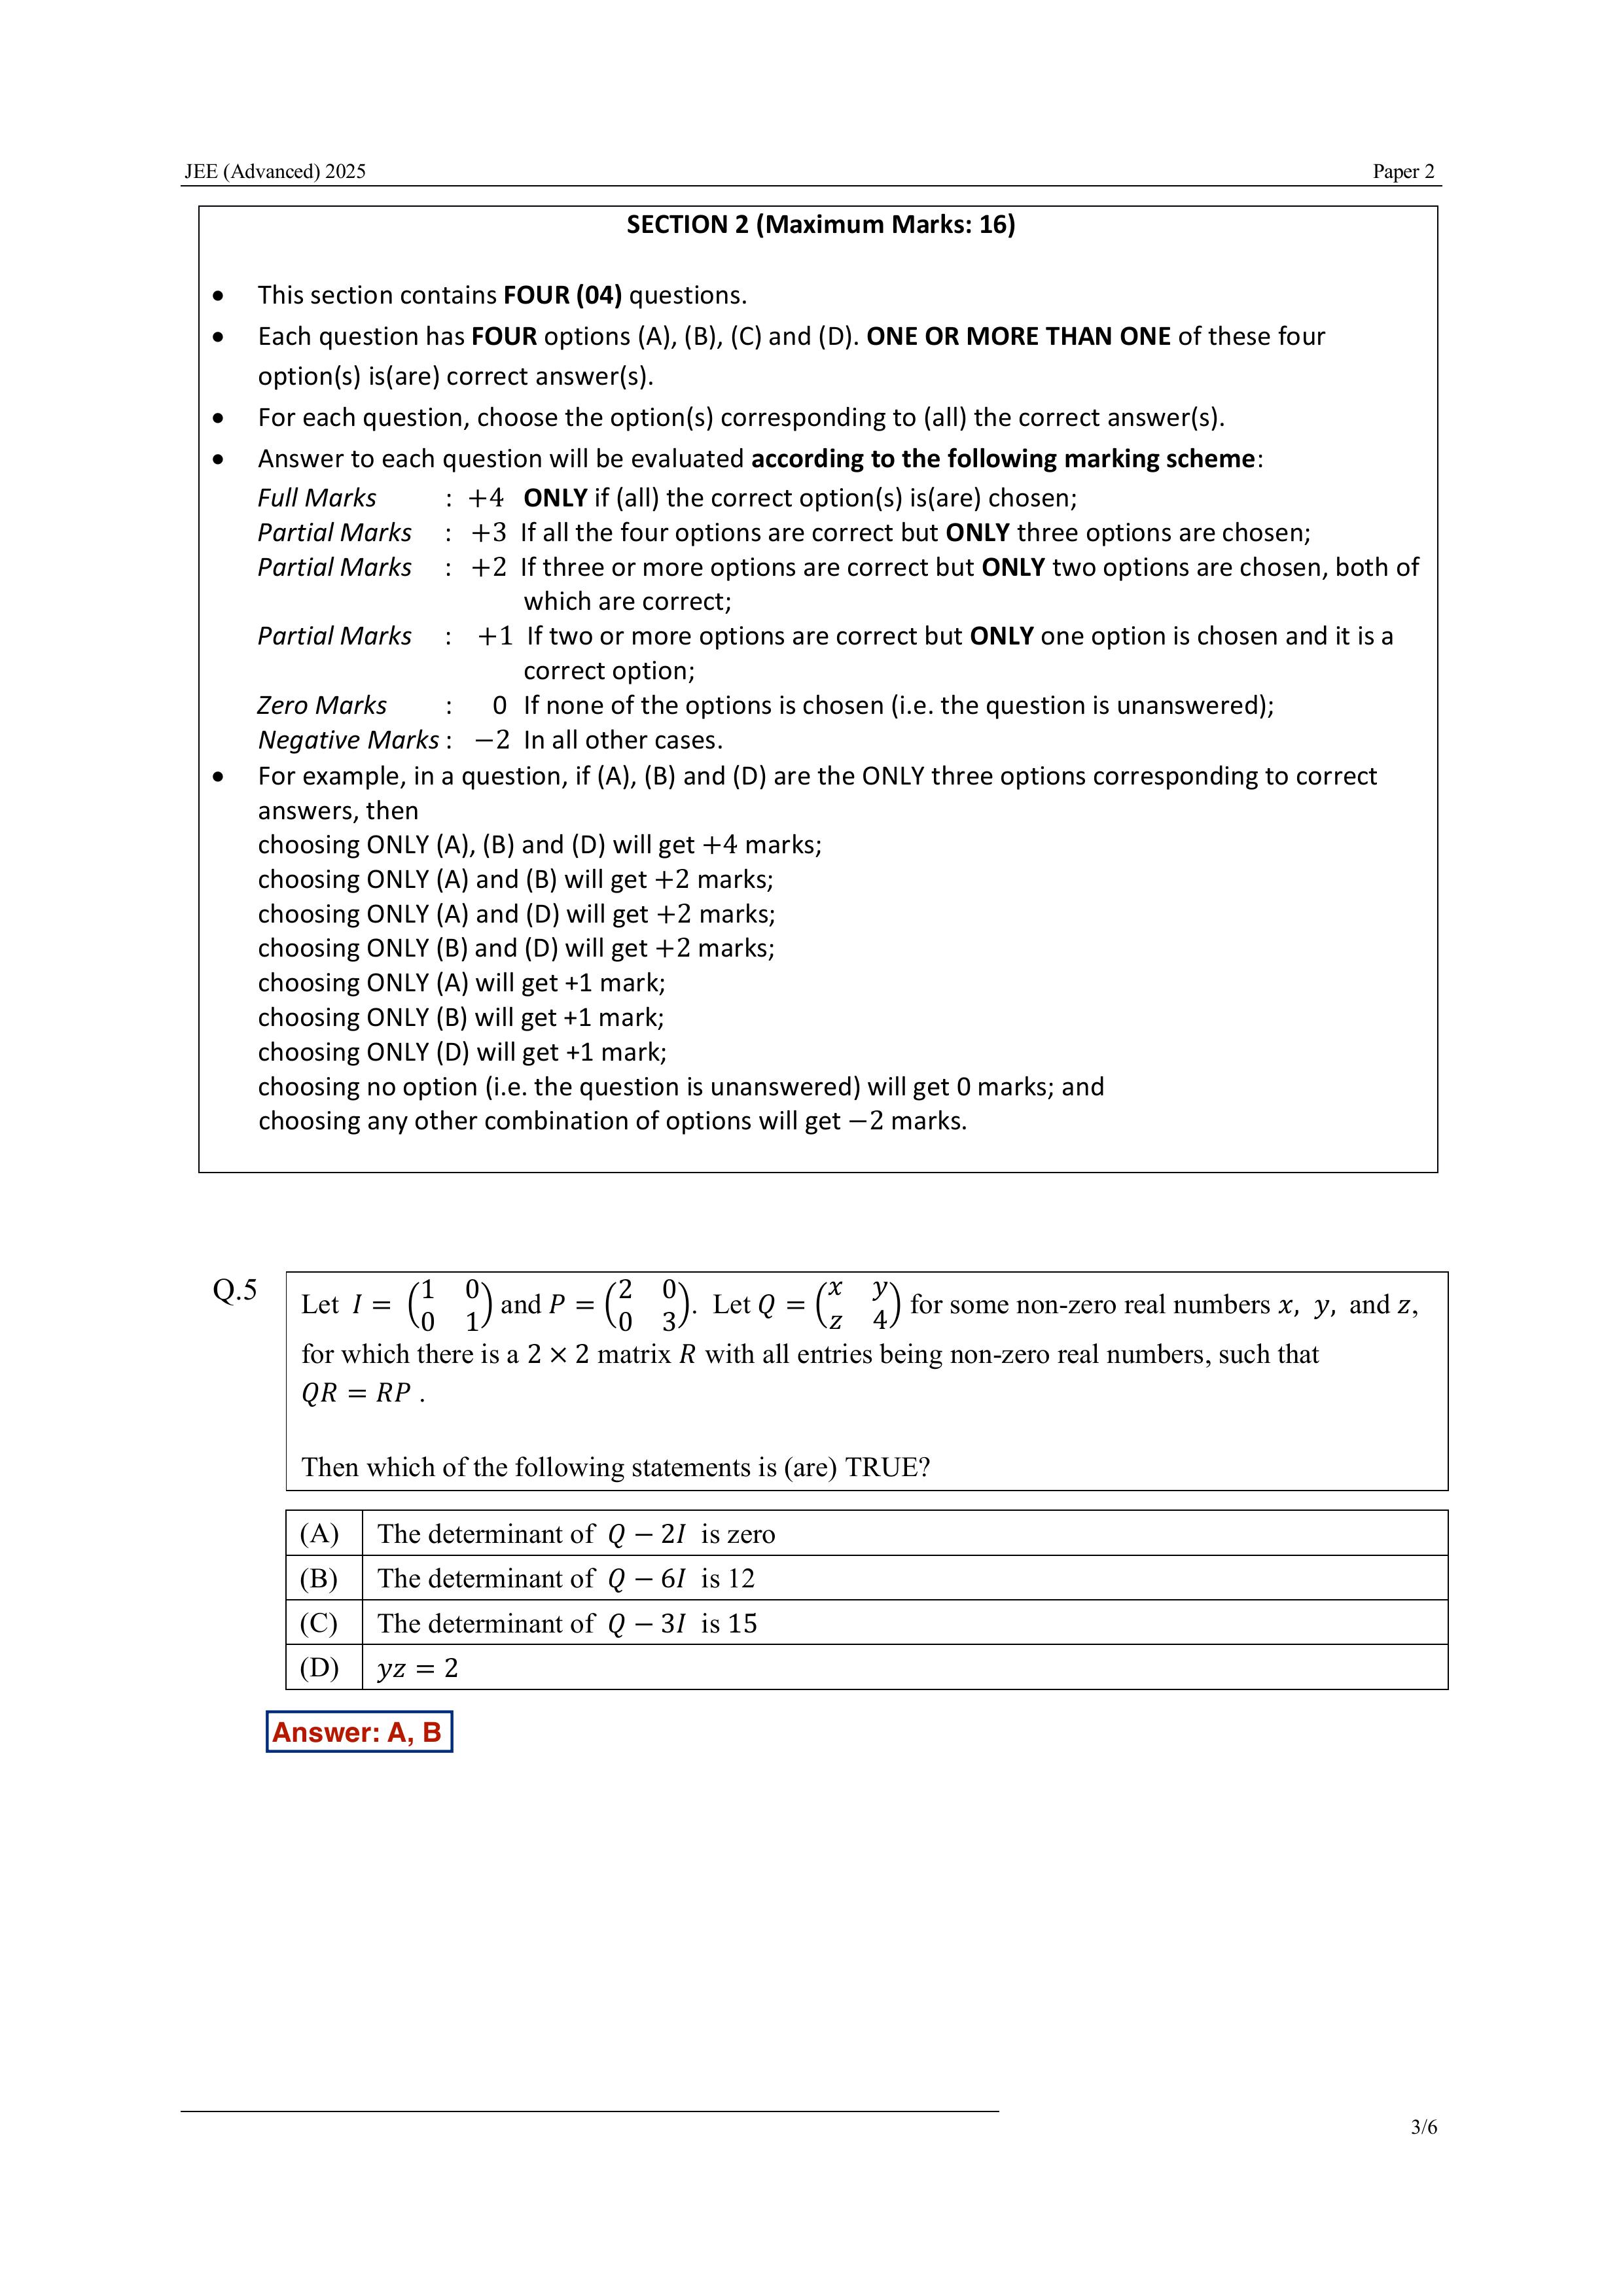 JEE (Advanced) 2025 Paper 2
SECTION 2 (Maximum Marks: 16)
• This section contains FOUR (04) questions.
• Each question has FOUR options (A), (B), (C) and (D). ONE OR MORE THAN ONE of these four
option(s) is(are) correct answer(s).
• For each question, choose the option(s) corresponding to (all) the correct answer(s).
• Answer to each question will be evaluated according to the following marking scheme:
Full Marks : +4 ONLY if (all) the correct option(s) is(are) chosen;
Partial Marks : +3 If all the four options are correct but ONLY three options are chosen;
Partial Marks : +2 If three or more options are correct but ONLY two options are chosen, both of
which are correct;
Partial Marks : +1 If two or more options are correct but ONLY one option is chosen and it is a
correct option;
Zero Marks : 0 If none of the options is chosen (i.e. the question is unanswered);
Negative Marks : −2 In all other cases.
• For example, in a question, if (A), (B) and (D) are the ONLY three options corresponding to correct
answers, then
choosing ONLY (A), (B) and (D) will get +4 marks;
choosing ONLY (A) and (B) will get +2 marks;
choosing ONLY (A) and (D) will get +2 marks;
choosing ONLY (B) and (D) will get +2 marks;
choosing ONLY (A) will get +1 mark;
choosing ONLY (B) will get +1 mark;
choosing ONLY (D) will get +1 mark;
choosing no option (i.e. the question is unanswered) will get 0 marks; and
choosing any other combination of options will get −2 marks.
Q.5 Let I = (1 0 0 1) and P = (2 0 0 3). Let Q = (x y z 4) for some non-zero real numbers x, y, and z,
for which there is a 2 × 2 matrix R with all entries being non-zero real numbers, such that
QR = RP .
Then which of the following statements is (are) TRUE?
(A) The determinant of Q − 2I is zero
(B) The determinant of Q − 6I is 12
(C) The determinant of Q − 3I is 15
(D) yz = 2
Answer: A, B
3/6